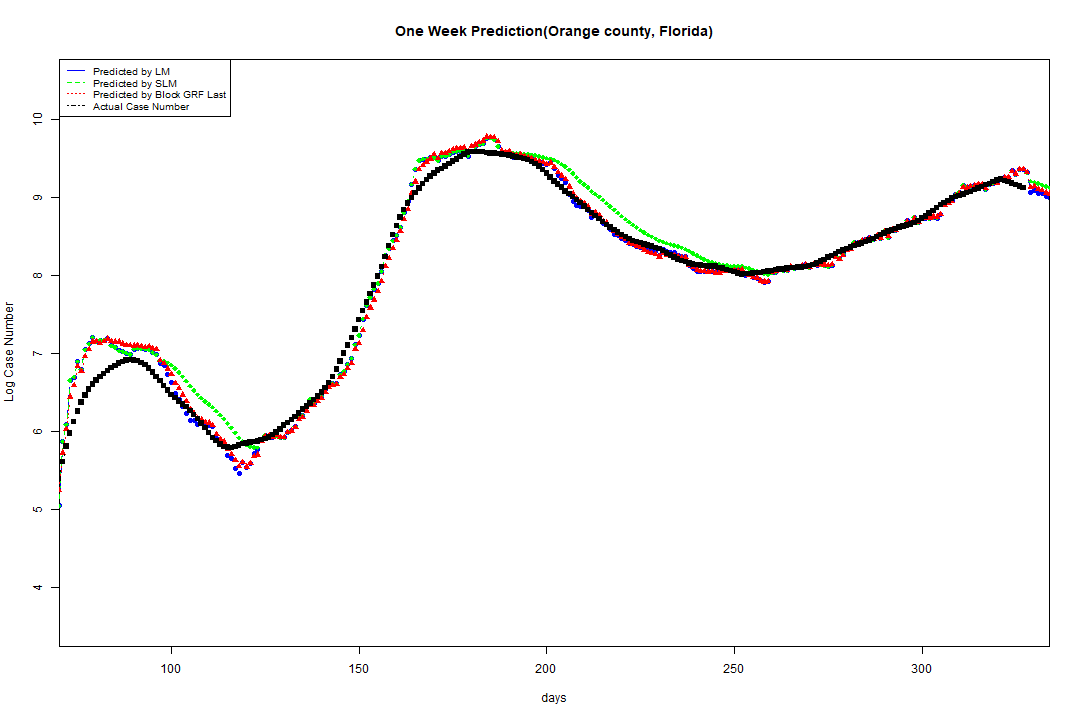 One Week Prediction(Orange county, Florida)
Predicted by LM
Predicted by SLM
Predicted by Block GRF Last
Actual Case Number
10
9
8
7
6
5
4
Log Case Number
100 150 200 250 300
days